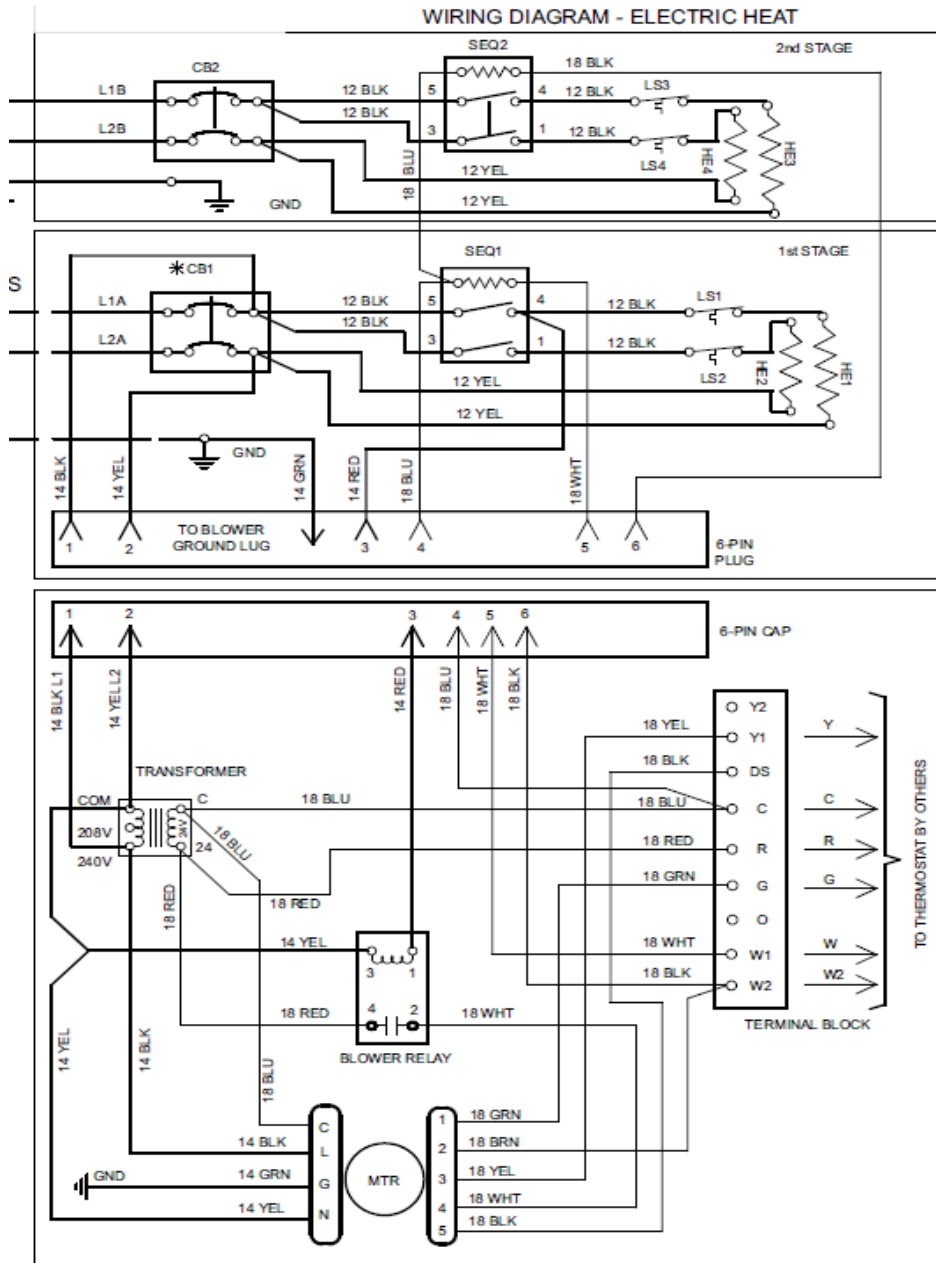 WIRING DIAGRAM - ELECTRIC HEAT
SEQ2
2nd STAGE
CB2
18 BLK
L1B
12 BLK
5
4
12 BLK
LS3
12 BLK
L2B
3
1
12 BLK
LS4
HE4
HE3
18 BLU
12 YEL
GND
12 YEL
S
SEQ1
1st STAGE
*CB1
L1A
12 BLK
5
4
12 BLK
LS1
12 BLK
L2A
3
1
12 BLK
LS2
HE2
HE1
12 YEL
12 YEL
GND
14 BLK
14 YEL
14 GRN
14 RED
18 BLU
18 WHT
TO BLOWER
GROUND LUG
1
2
3
4
5
6
6-PIN
PLUG
1
2
3
4
5
6
6-PIN CAP
14 BLK L1
14 YEL L2
14 RED
18 BLU
18 WHT
18 BLK
Y2
18 YEL
Y1
Y
18 BLK
DS
TRANSFORMER
COM
C
18 BLU
18 BLU
C
C
208V
24V
18 BLU
240V
24
18 RED
R
R
18 RED
18 RED
18 GRN
G
G
O
TO THERMOSTAT BY OTHERS
14 YEL
3
1
18 WHT
W1
W
18 BLK
W2
W2
4
2
18 RED
18 WHT
TERMINAL BLOCK
BLOWER RELAY
14 YEL
14 BLK
18 BLU
C
1
18 GRN
14 BLK
L
2
18 BRN
GND
14 GRN
G
MTR
3
18 YEL
14 YEL
N
4
18 WHT
5
18 BLK